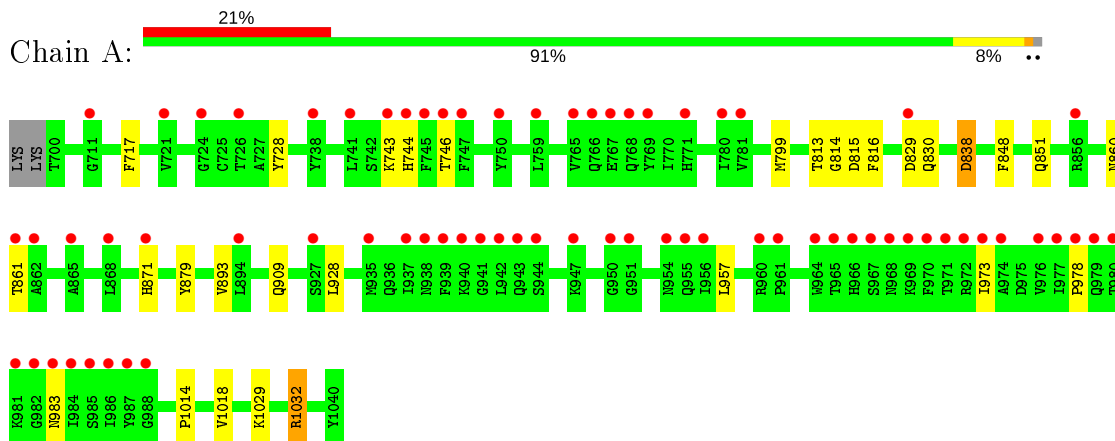 21%
Chain A:
91%
8%
••
LYS LYS T700 G711 F717 V721 G724 C725 T726 A727 Y728 Y738 L741 S742 K743 H744 F745 T746 F747 Y750 L759 V765 Q766 E767 Q768 Y769 I770 H771 I780 V781 M799 T813 G814 D815 F816 D829 Q830 D838 F848 Q851 R856
T861 A862 A865 L868 H871 Y879 V893 L894 Q909 S927 L928 M935 Q936 I937 N938 F939 K940 G941 L942 Q943 S944 K947 G950 G951 N954 Q955 I956 L957 R960 P961 W964 T965 H966 S967 N968 K969 F970 T971 R972 I973 A974 D975 V976 I977 P978 Q979
K981 G982 N983 I984 S985 I986 Y987 G988 P1014 V1018 K1029 R1032 Y1040